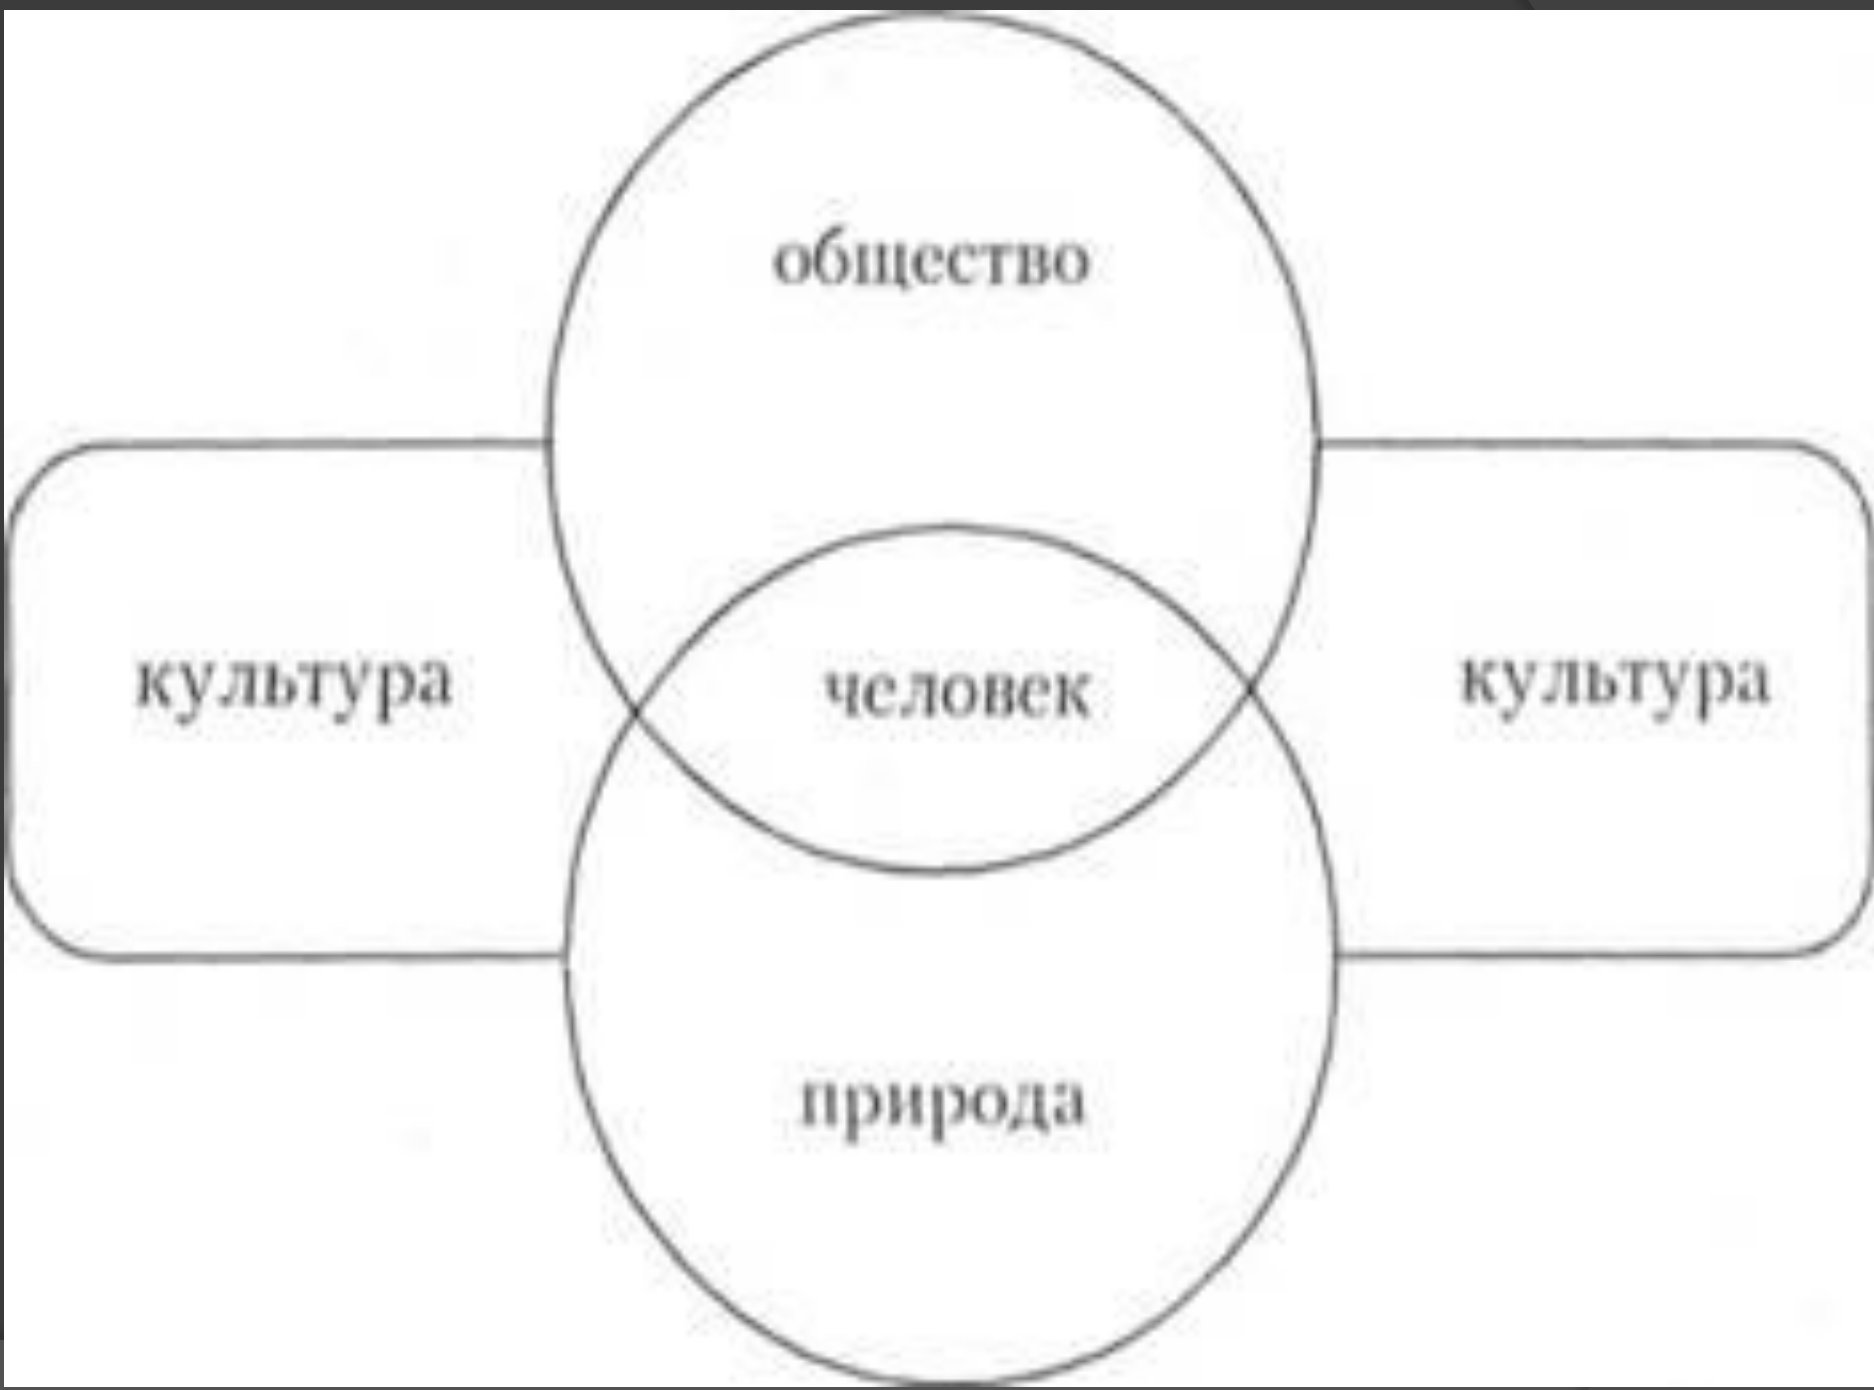 общество
культура
человек
культура
природа